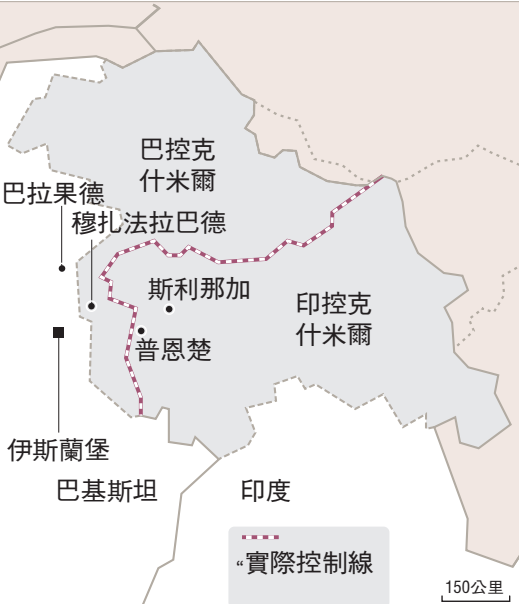 巴控克
什米爾
巴拉果德
穆扎法拉巴德
斯利那加
印控克
什米爾
普恩楚
伊斯蘭堡
巴基斯坦
印度
“實際控制線
150公里